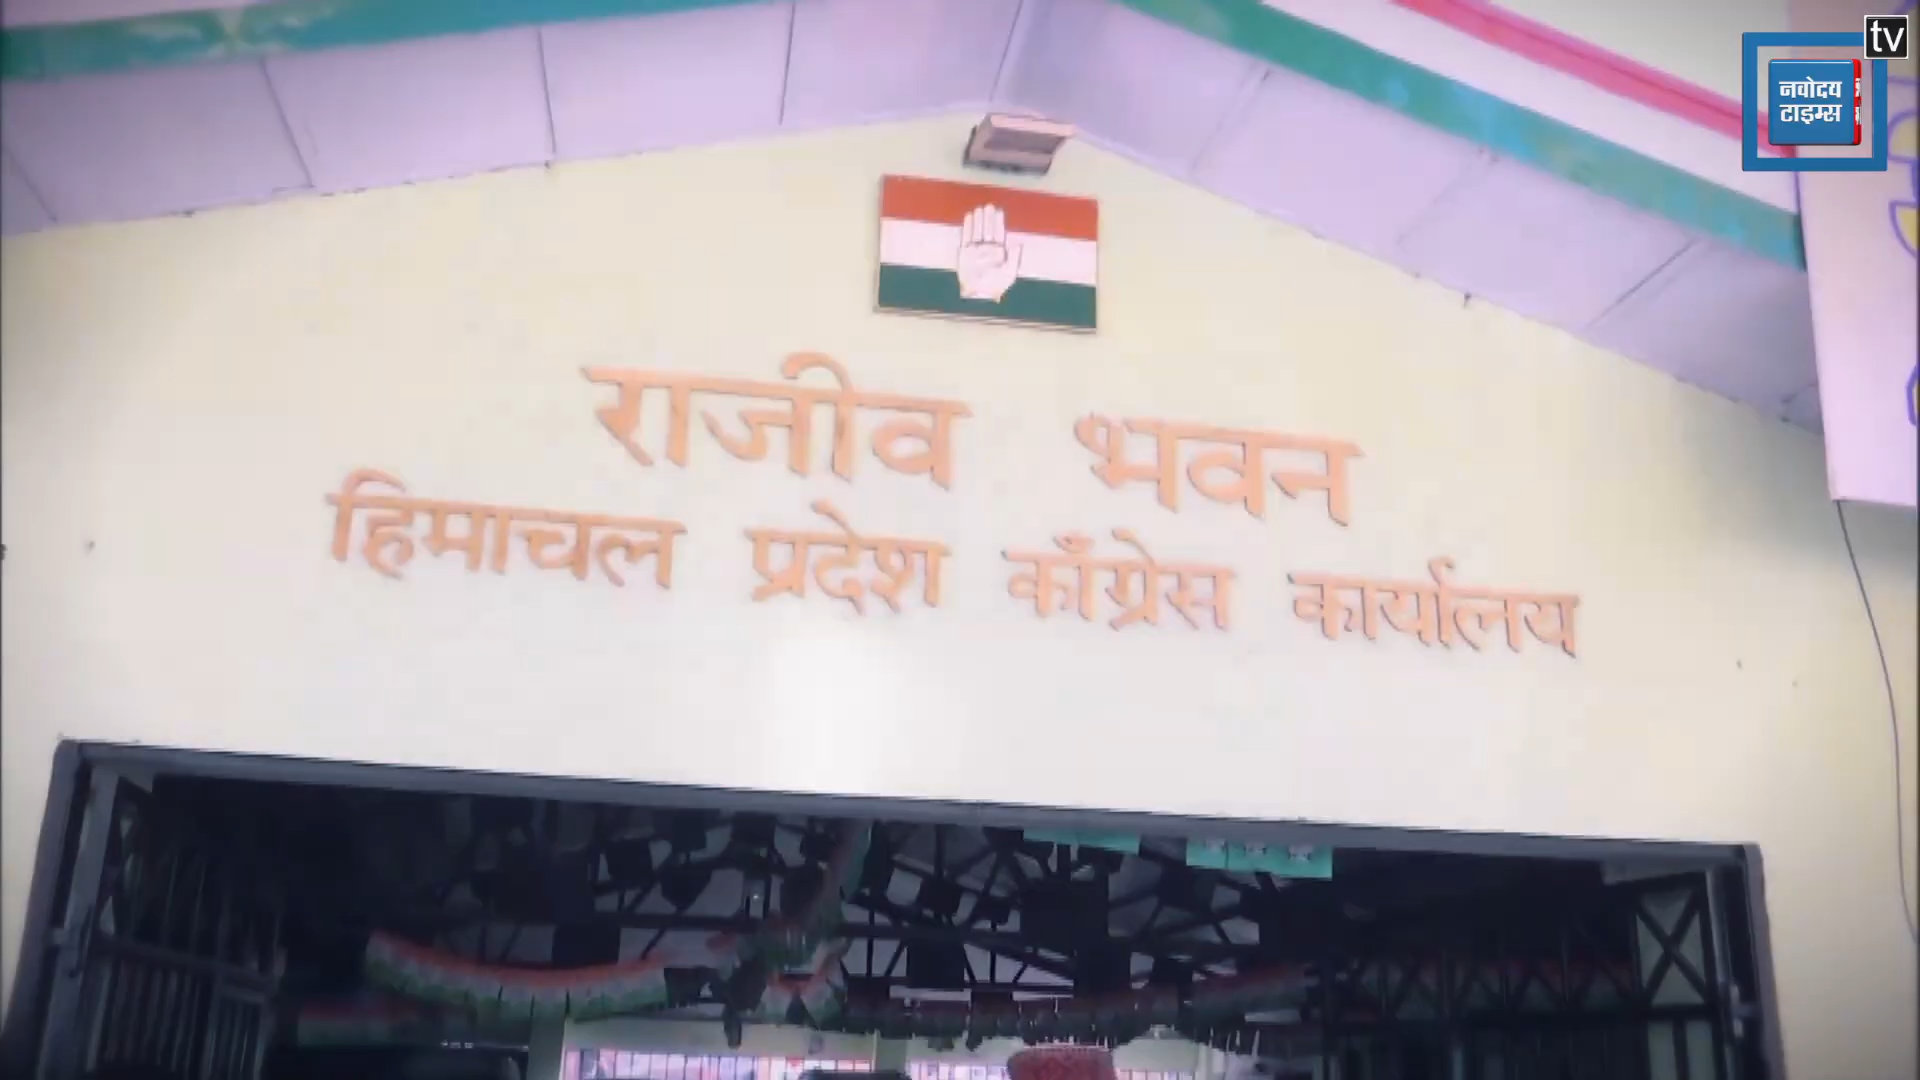 tv
नवोदय
टाइम्स
राजीव भवन
हिमाचल प्रदेश काँग्रेस कार्यालय